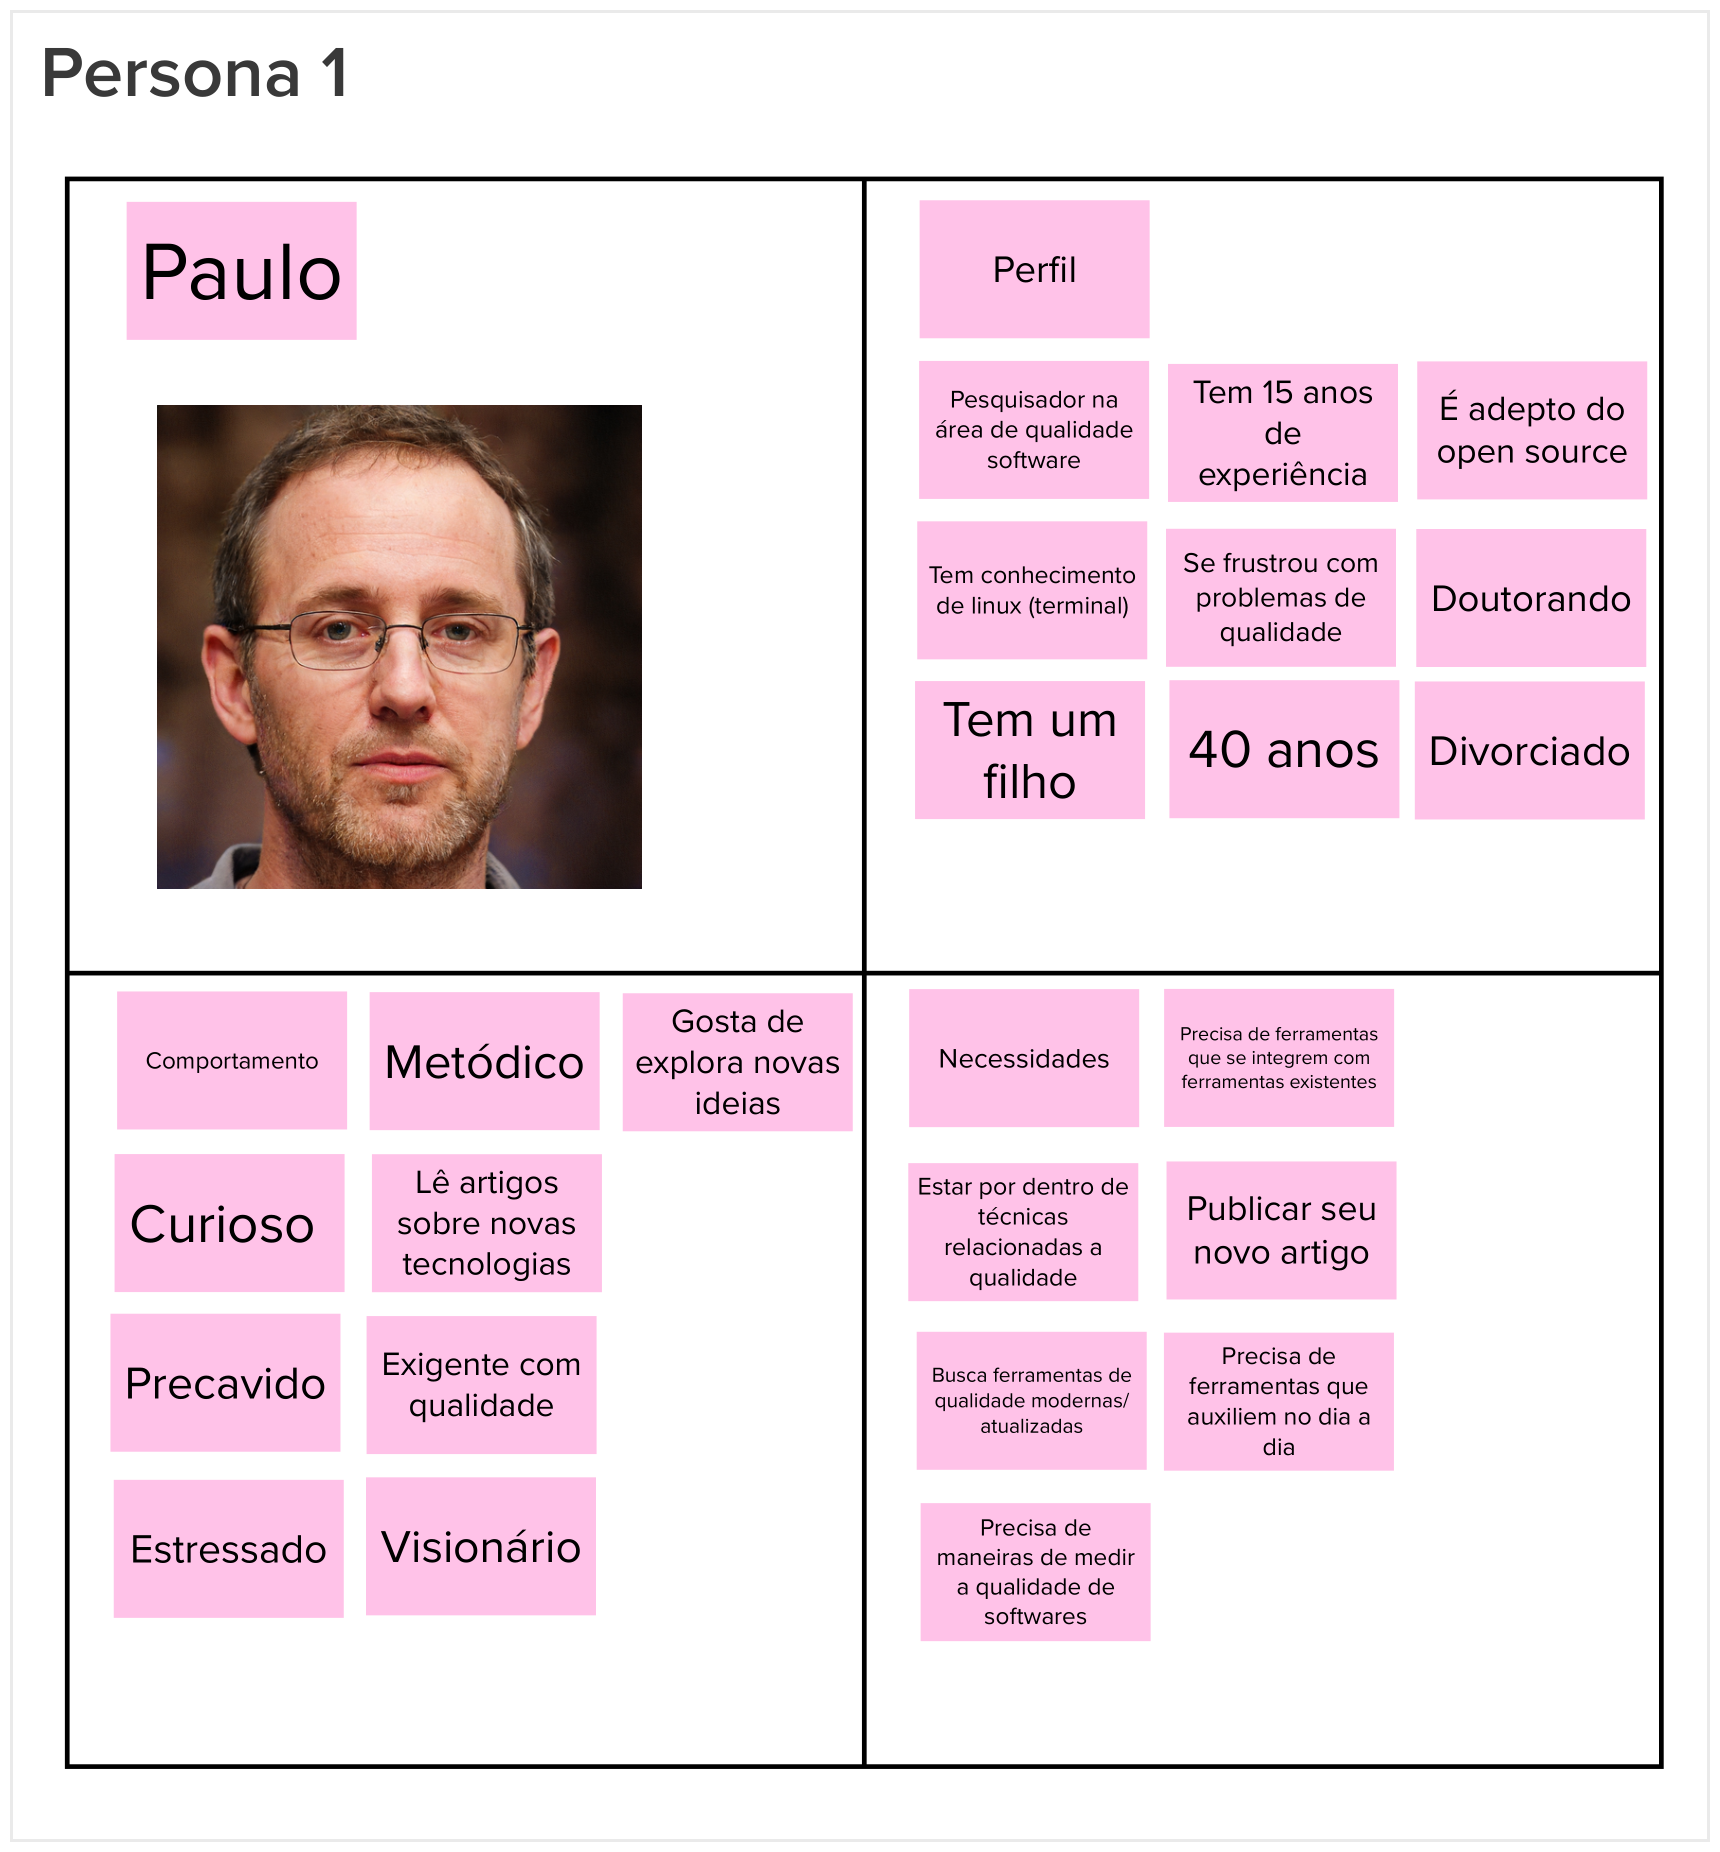 Persona 1
Paulo
Perfil
Pesquisador na
área de qualidade
software
Tem 15 anos
de
experiência
É adepto do
open source
Tem conhecimento
de linux (terminal)
Se frustrou com
problemas de
qualidade
Doutorando
Tem um
filho
40 anos
Divorciado
Comportamento
Metódico
Gosta de
explora novas
ideias
Curioso
Lê artigos
sobre novas
tecnologias
Precavido
Exigente com
qualidade
Estressado
Visionário
Necessidades
Precisa de ferramentas
que se integrem com
ferramentas existentes
Estar por dentro de
técnicas
relacionadas a
qualidade
Publicar seu
novo artigo
Busca ferramentas de
qualidade modernas/
atualizadas
Precisa de
ferramentas que
auxiliem no dia a
dia
Precisa de
maneiras de medir
a qualidade de
softwares